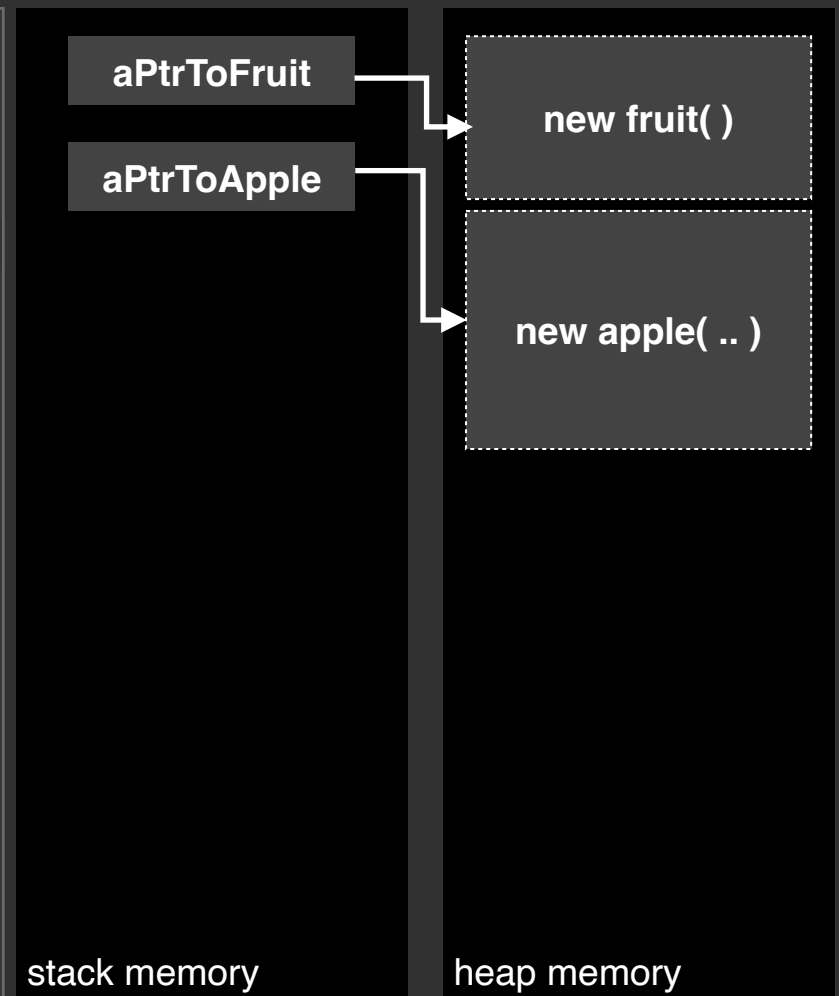 aPtrToFruit
new fruit( )
aPtrToApple
new apple( .. )
stack memory
heap memory